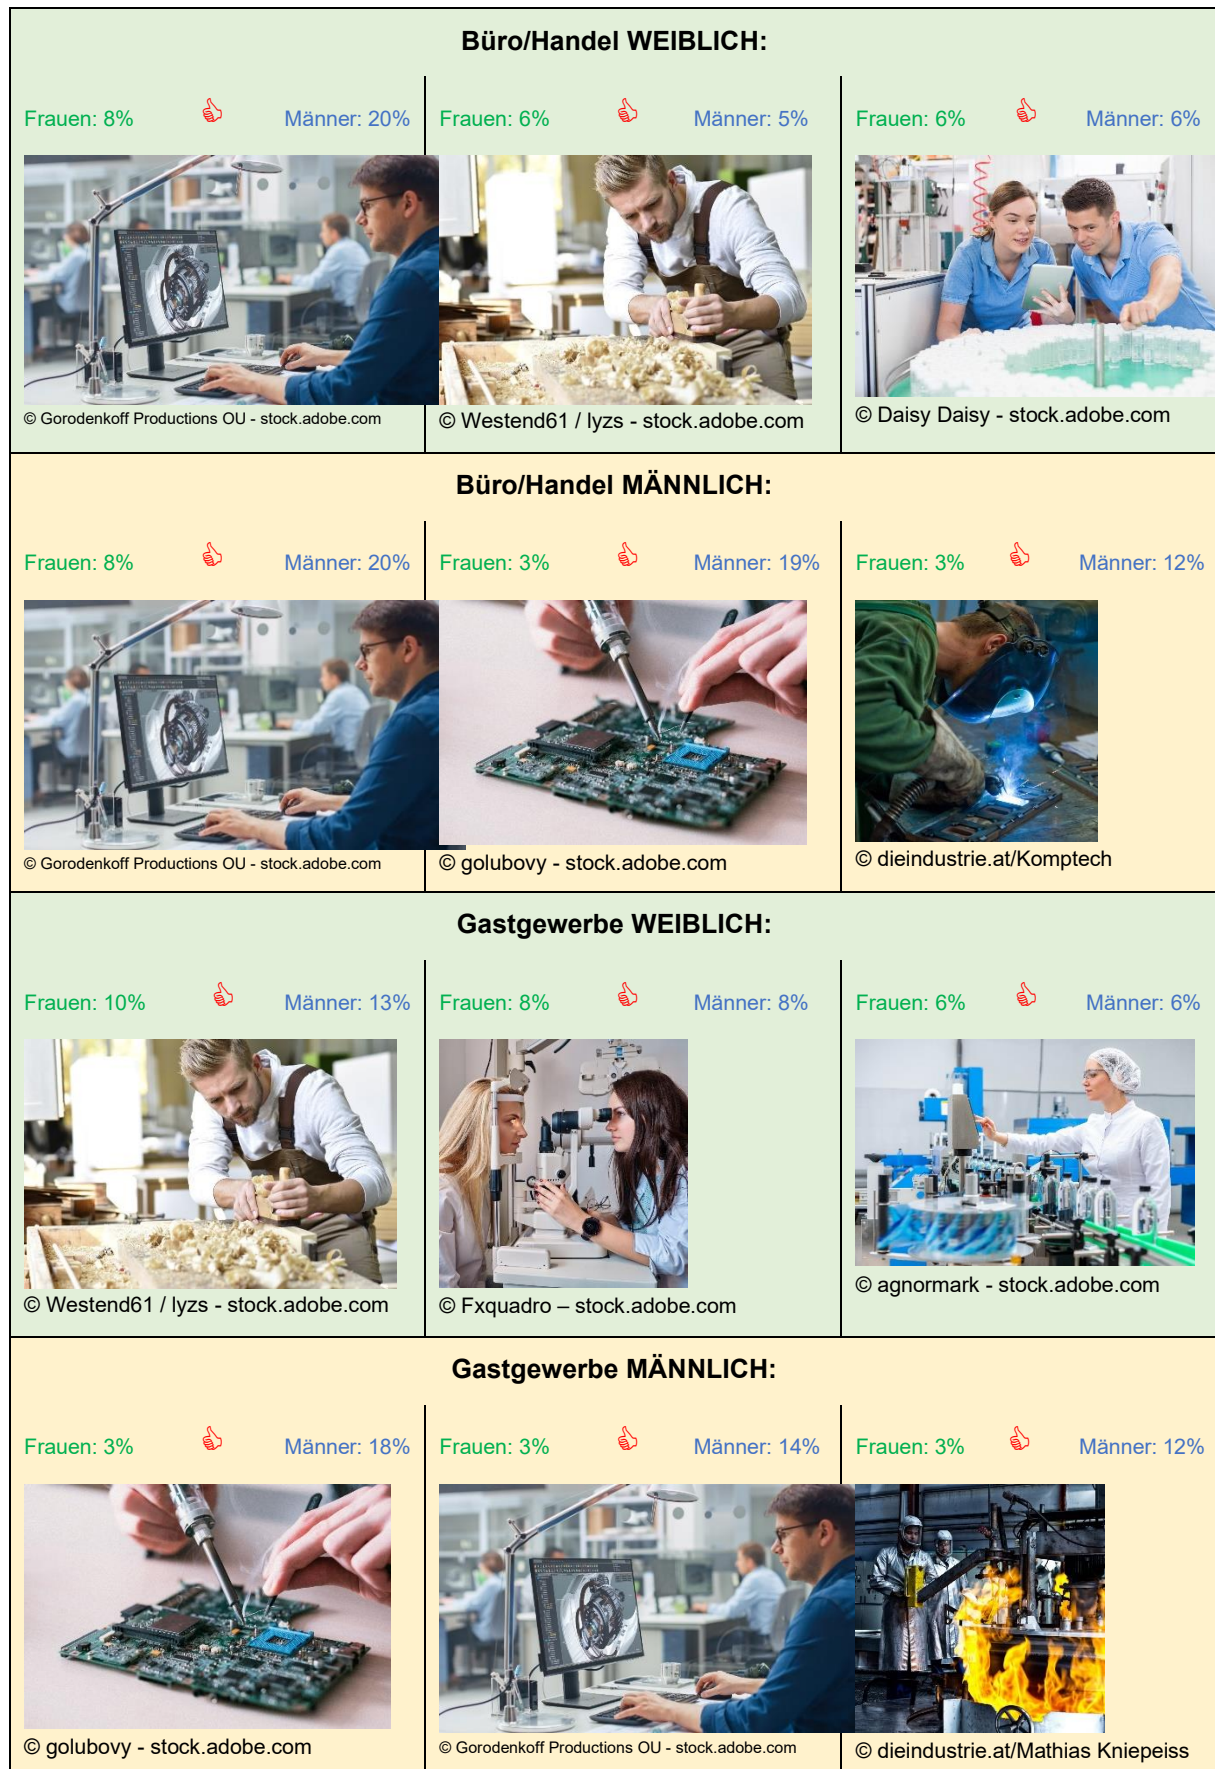 Büro/Handel WEIBLICH:
Frauen: 8% Männer: 20% Frauen: 6% Männer: 5% Frauen: 6% Männer: 6%
© Gorodenkoff Productions OU - stock.adobe.com © Westend61 / lyzs - stock.adobe.com © Daisy Daisy - stock.adobe.com
Büro/Handel MÄNNLICH:
Frauen: 8% Männer: 20% Frauen: 3% Männer: 19% Frauen: 3% Männer: 12%
© Gorodenkoff Productions OU - stock.adobe.com © golubovy - stock.adobe.com © dieindustrie.at/Komptech
Gastgewerbe WEIBLICH:
Frauen: 10% Männer: 13% Frauen: 8% Männer: 8% Frauen: 6% Männer: 6%
© Westend61 / lyzs - stock.adobe.com © Fxquadro – stock.adobe.com © agnormark - stock.adobe.com
Gastgewerbe MÄNNLICH:
Frauen: 3% Männer: 18% Frauen: 3% Männer: 14% Frauen: 3% Männer: 12%
© golubovy - stock.adobe.com © Gorodenkoff Productions OU - stock.adobe.com © dieindustrie.at/Mathias Kniepeiss